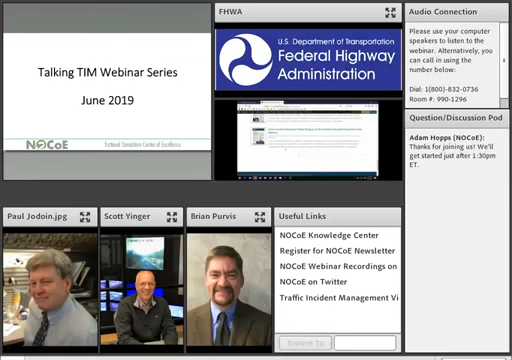 FHWA
Talking TIM Webinar Series
June 2019
NOCoE
National Operations Center of Excellence
U.S. Department of Transportation
Federal Highway
Administration
Audio Connection
Please use your computer
speakers to listen to the
webinar. Alternatively, you
can call in using the
number below:
Dial: 1(800)-832-0736
Room #: 990-1296
Question/Discussion Pod
Adam Hopps (NOCoE):
Thanks for joining us! We'll
get started just after 1:30pm
ET.
Paul Jodoin.jpg
Scott Yinger
Brian Purvis
Useful Links
NOCoE Knowledge Center
Register for NOCoE Newsletter
NOCoE Webinar Recordings on
NOCoE on Twitter
Traffic Incident Management Vi
Browse To